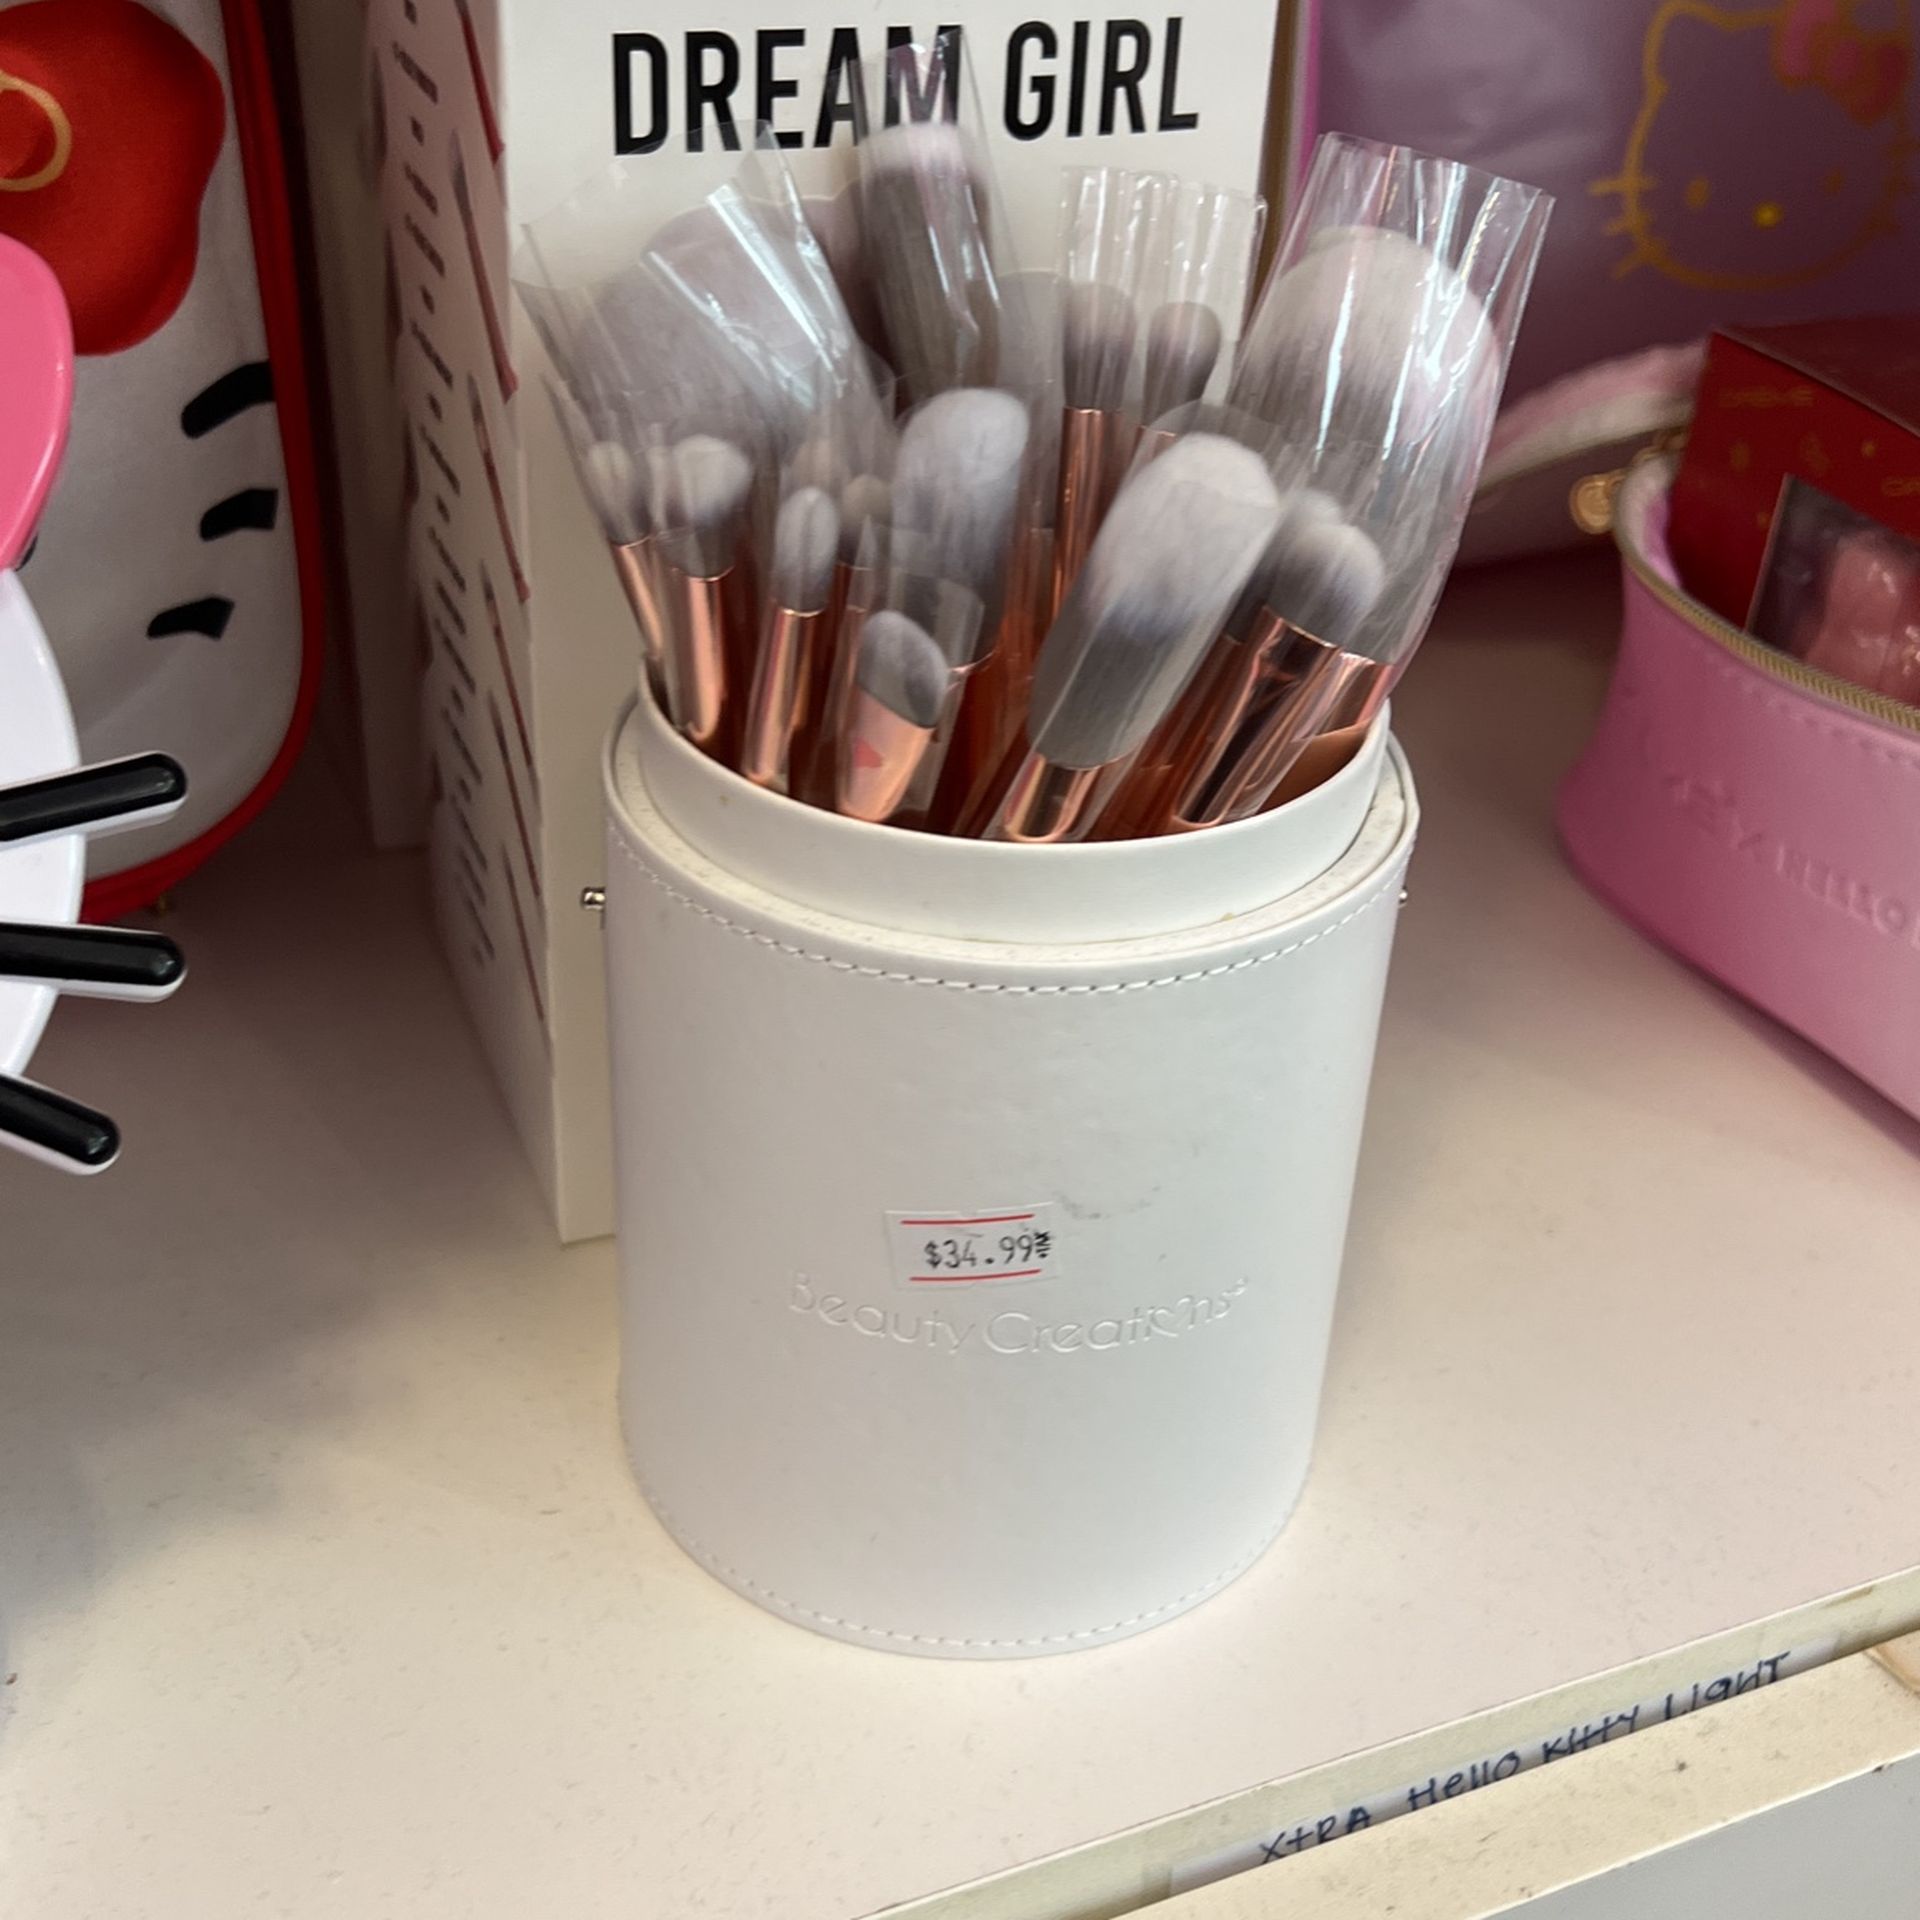 DREAM GIRL
$34.99
Beauty Creations
XtRA Hello Kitty Light